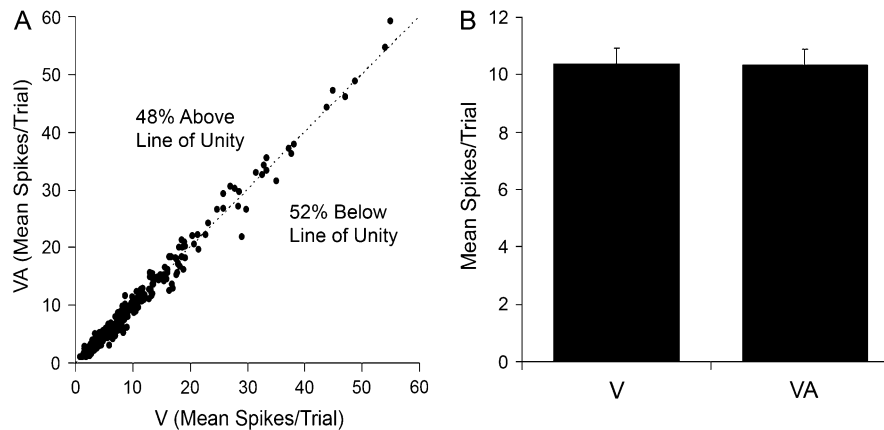 A
60
50
40
30
20
10
0
VA (Mean Spikes/Trial)
48% Above
Line of Unity
52% Below
Line of Unity
0 10 20 30 40 50 60
V (Mean Spikes/Trial)
B
12
10
8
6
4
2
0
Mean Spikes/Trial
V VA